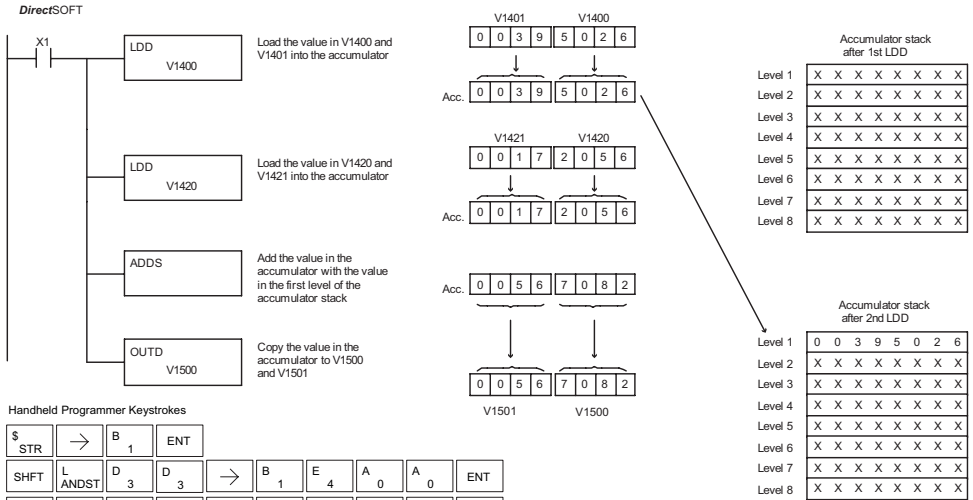 DirectSOFT
X1
LDD
V1400
Load the value in V1400 and
V1401 into the accumulator
LDD
V1420
Load the value in V1420 and
V1421 into the accumulator
ADDS
Add the value in the
accumulator with the value
in the first level of the
accumulator stack
OUTD
V1500
Copy the value in the
accumulator to V1500
and V1501
V1401 V1400
0 0 3 9 5 0 2 6
Acc. 0 0 3 9 5 0 2 6
V1421 V1420
0 0 1 7 2 0 5 6
Acc. 0 0 1 7 2 0 5 6
Acc. 0 0 5 6 7 0 8 2
0 0 5 6 7 0 8 2
V1501 V1500
Accumulator stack
after 1st LDD
Level 1 X X X X X X X X
Level 2 X X X X X X X X
Level 3 X X X X X X X X
Level 4 X X X X X X X X
Level 5 X X X X X X X X
Level 6 X X X X X X X X
Level 7 X X X X X X X X
Level 8 X X X X X X X X
Accumulator stack
after 2nd LDD
Level 1 0 0 3 9 5 0 2 6
Level 2 X X X X X X X X
Level 3 X X X X X X X X
Level 4 X X X X X X X X
Level 5 X X X X X X X X
Level 6 X X X X X X X X
Level 7 X X X X X X X X
Level 8 X X X X X X X X
Handheld Programmer Keystrokes
$ STR → B 1 ENT
SHFT L ANDST D 3 D 3 → B 1 E 4 A 0 A 0 ENT